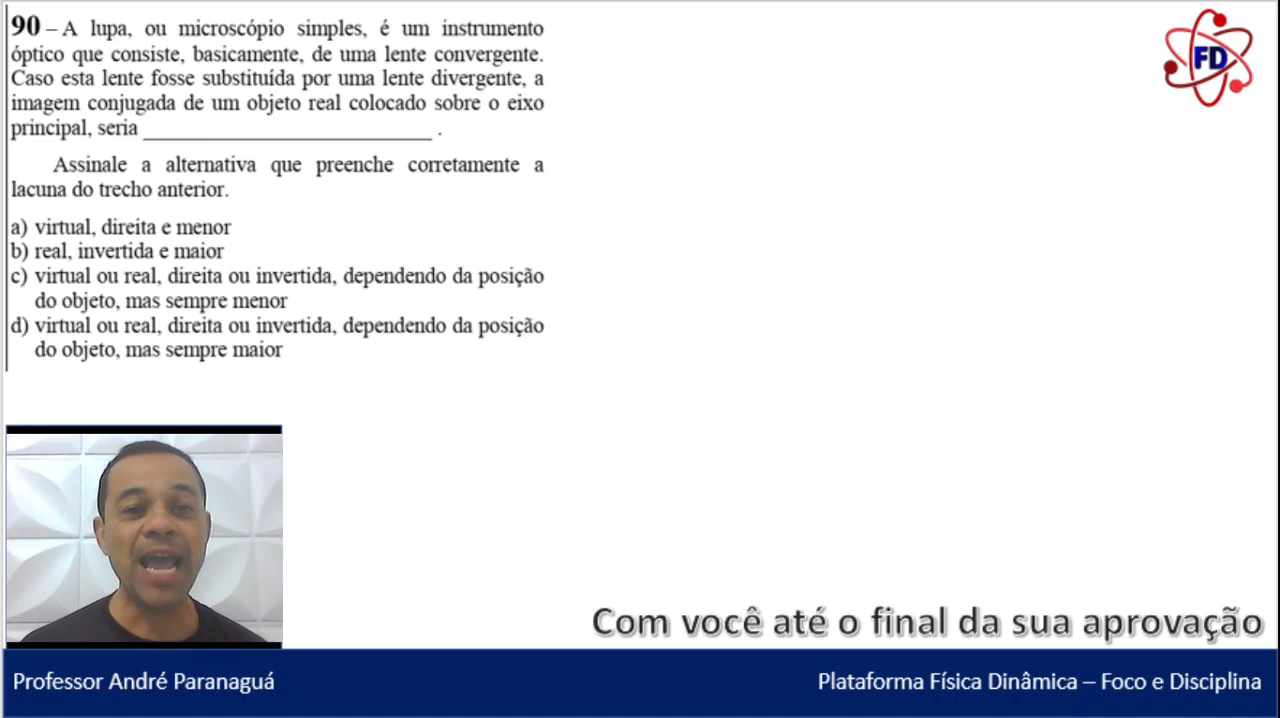 90 – A lupa, ou microscópio simples, é um instrumento
óptico que consiste, basicamente, de uma lente convergente.
Caso esta lente fosse substituída por uma lente divergente, a
imagem conjugada de um objeto real colocado sobre o eixo
principal, seria ____________________________ .
Assinale a alternativa que preenche corretamente a
lacuna do trecho anterior.
a) virtual, direita e menor
b) real, invertida e maior
c) virtual ou real, direita ou invertida, dependendo da posição
do objeto, mas sempre menor
d) virtual ou real, direita ou invertida, dependendo da posição
do objeto, mas sempre maior
FD
Com você até o final da sua aprovação
Professor André Paranaguá
Plataforma Física Dinâmica – Foco e Disciplina